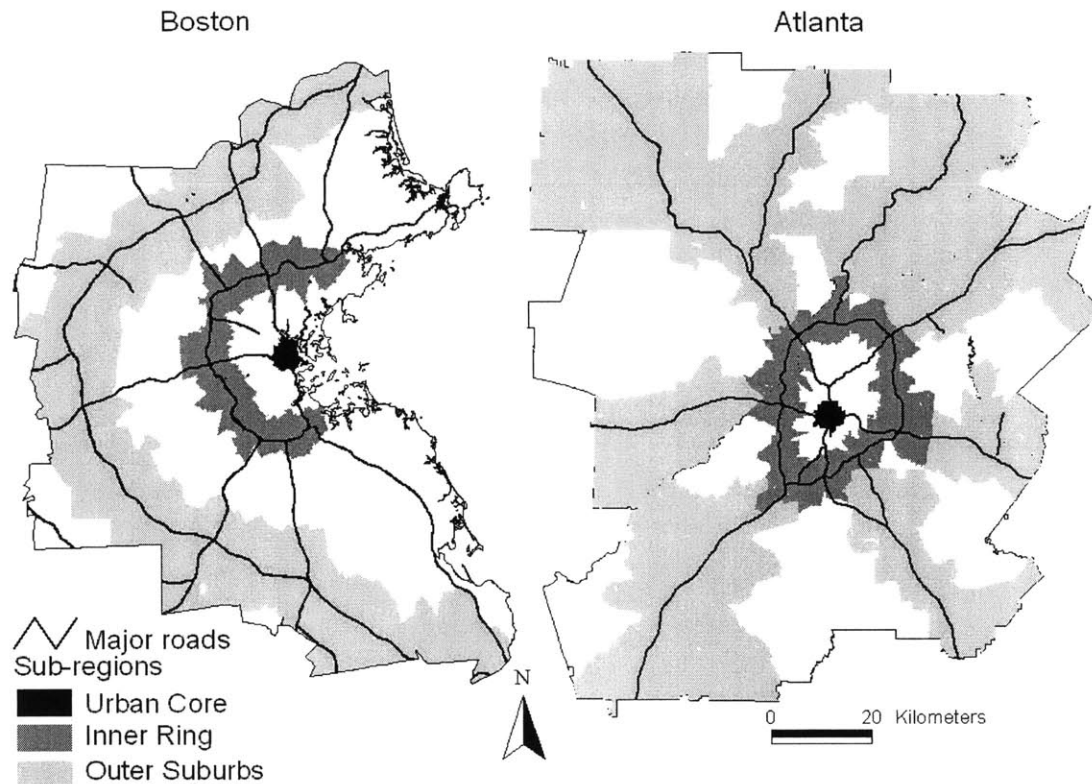 Boston
Atlanta
Major roads
Sub-regions
Urban Core
Inner Ring
Outer Suburbs
N
0 20 Kilometers